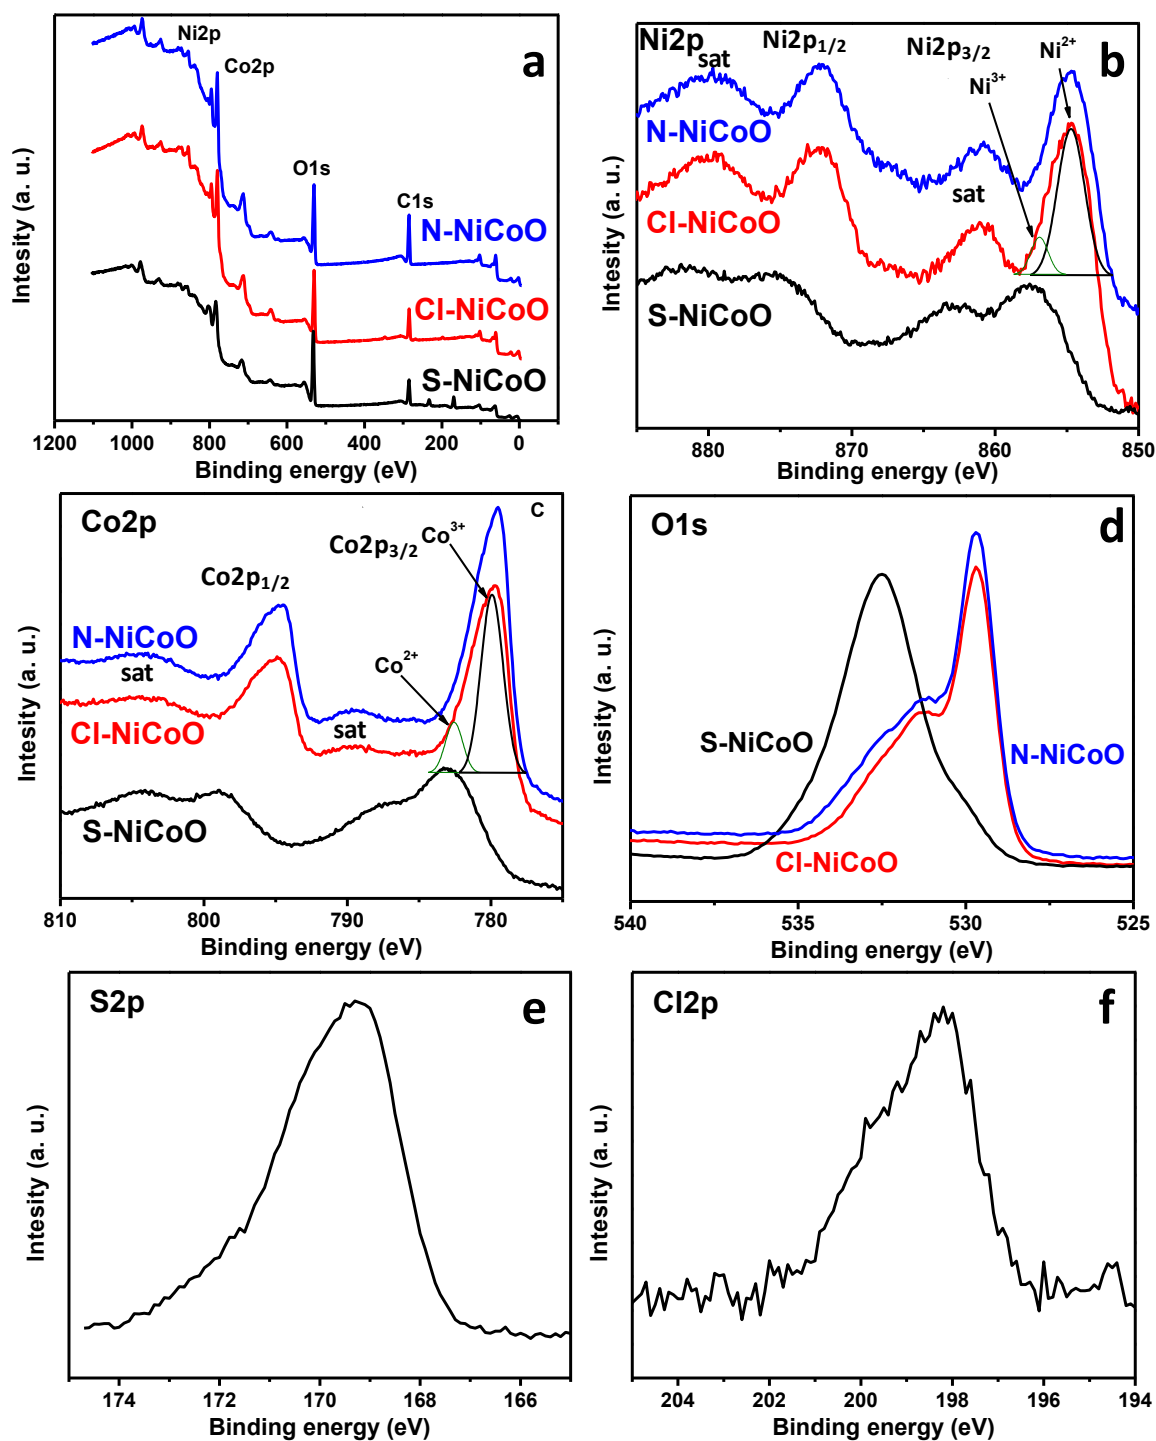 a
Ni2p
Co2p
O1s
C1s
N-NiCoO
Cl-NiCoO
S-NiCoO
Intesity (a. u.)
1200 1000 800 600 400 200 0
Binding energy (eV)
b
Ni2p
sat
Ni2p1/2
Ni2p3/2
Ni2+
Ni3+
N-NiCoO
Cl-NiCoO
sat
S-NiCoO
Intesity (a. u.)
880 870 860 850
Binding energy (eV)
c
Co2p
Co3+
Co2p3/2
Co2p1/2
N-NiCoO
sat
Co2+
Cl-NiCoO
sat
S-NiCoO
Intesity (a. u.)
810 800 790 780
Binding energy (eV)
d
O1s
S-NiCoO
N-NiCoO
Cl-NiCoO
Intesity (a. u.)
540 535 530 525
Binding energy (eV)
e
S2p
Intesity (a. u.)
174 172 170 168 166
Binding energy (eV)
f
Cl2p
Intesity (a. u.)
204 202 200 198 196 194
Binding energy (eV)